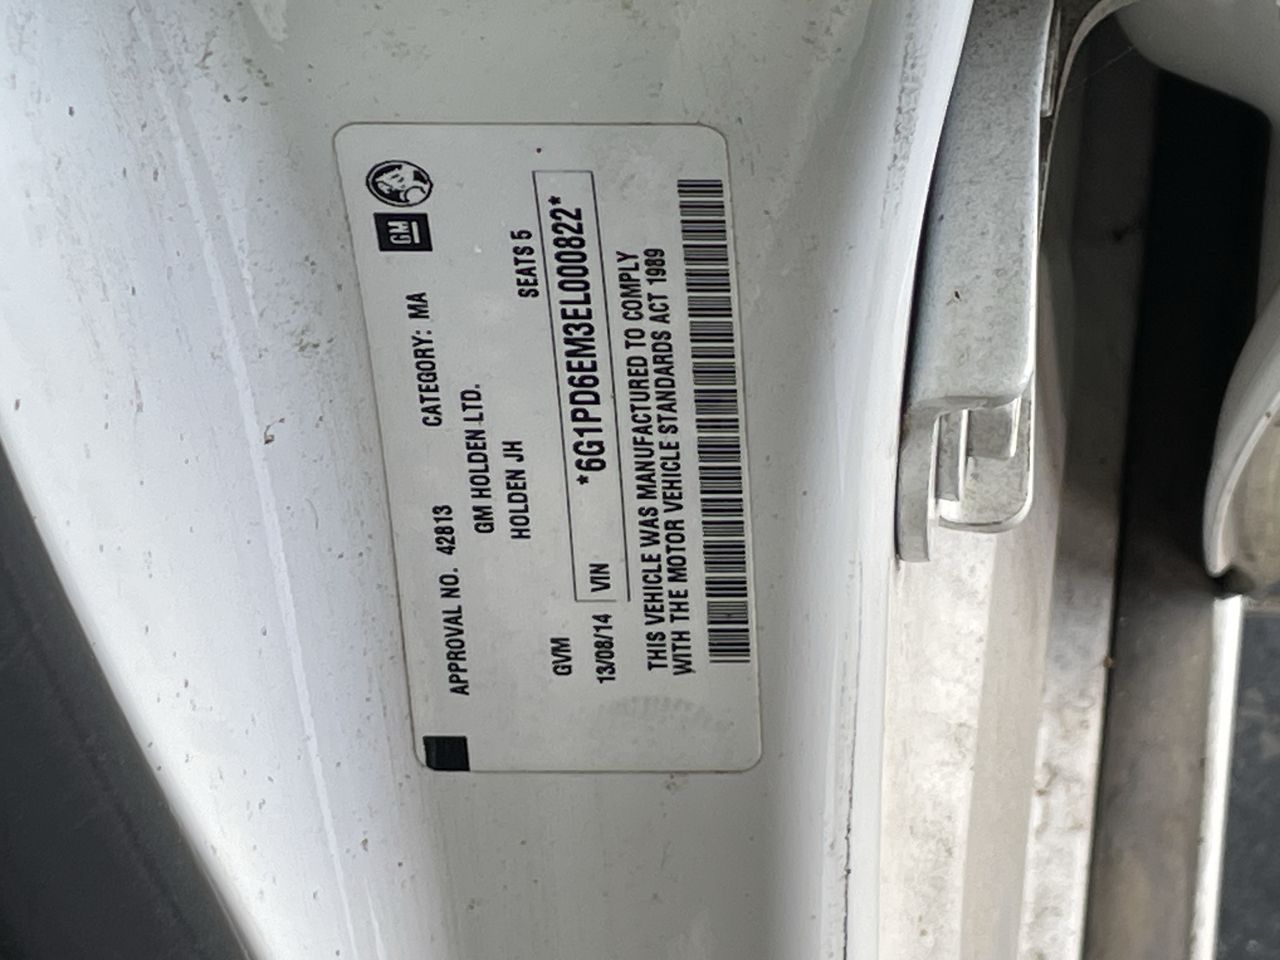 GM
APPROVAL NO. 42813 CATEGORY: MA
GM HOLDEN LTD.
HOLDEN JH
SEATS 5
GVM
13/08/14 VIN *6G1PD6EM3EL000822*
THIS VEHICLE WAS MANUFACTURED TO COMPLY
WITH THE MOTOR VEHICLE STANDARDS ACT 1989